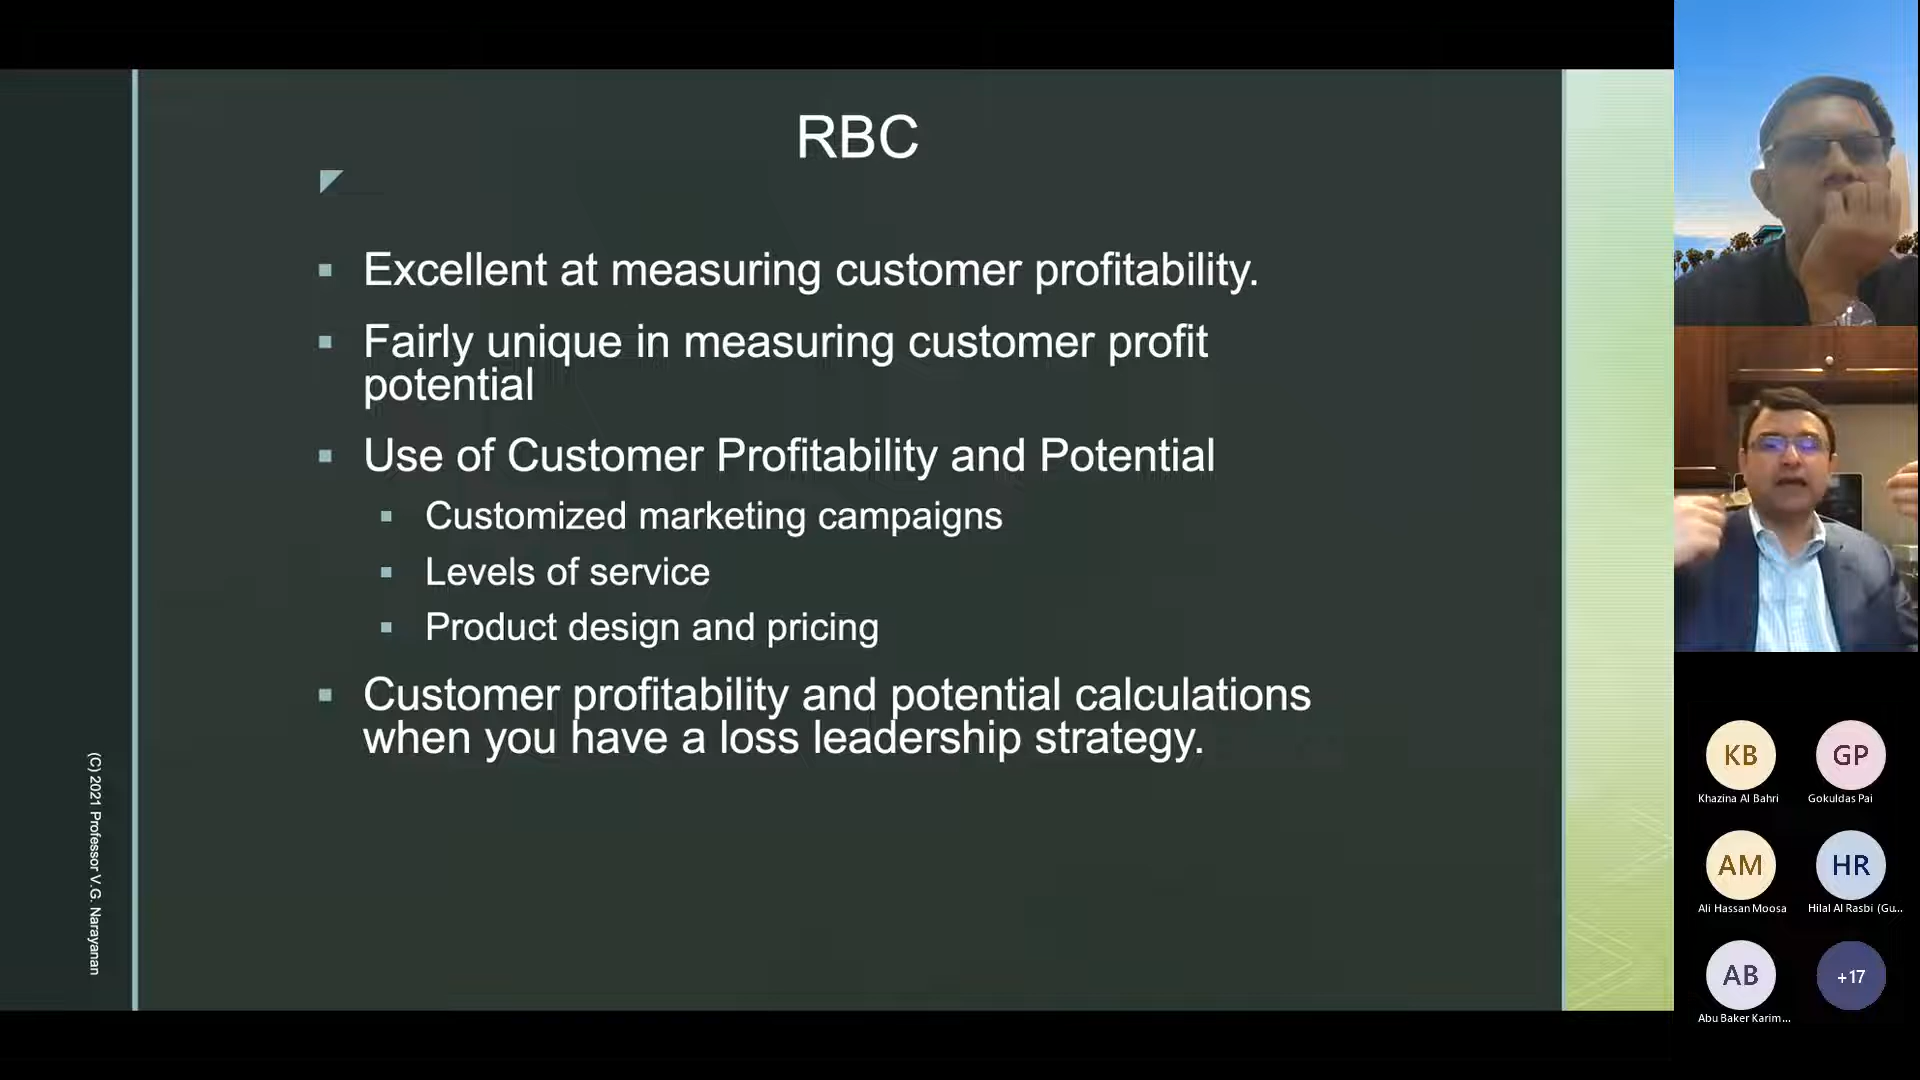 RBC
Excellent at measuring customer profitability.
Fairly unique in measuring customer profit
potential
Use of Customer Profitability and Potential
Customized marketing campaigns
Levels of service
Product design and pricing
Customer profitability and potential calculations
when you have a loss leadership strategy.
(C) 2021 Professor V.G. Narayanan
KB
Khazina Al Bahri
GP
Gokuldas Pai
AM
Ali Hassan Moosa
HR
Hilal Al Rasbi (Gu...
AB
Abu Baker Karim...
+17